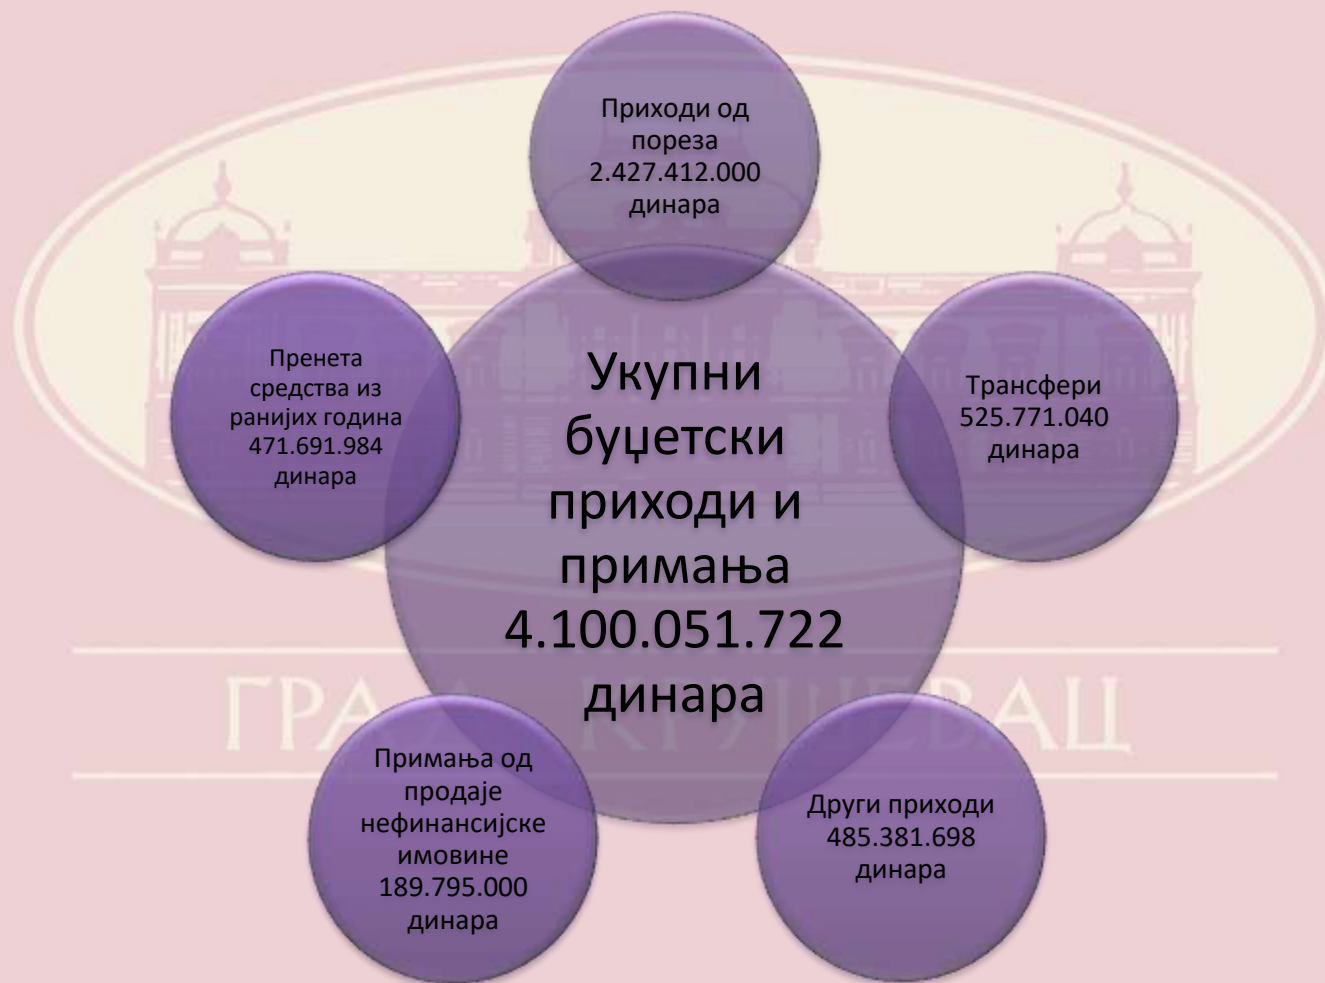 Приходи од
пореза
2.427.412.000
динара
Пренета
средства из
ранијих година
471.691.984
динара
Укупни
буџетски
приходи и
примања
4.100.051.722
динара
Трансфери
525.771.040
динара
Примања од
продаје
нефинансијске
имовине
189.795.000
динара
Други приходи
485.381.698
динара
ГРАД КРУШЕВАЦ